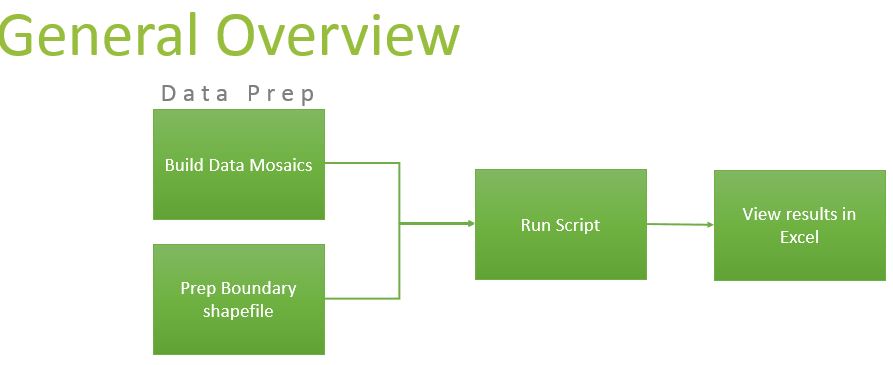 General Overview
Data Prep
Build Data Mosaics
Prep Boundary
shapefile
Run Script
View results in
Excel